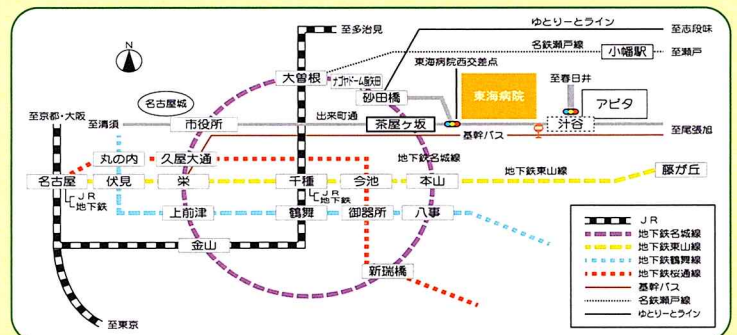 至多治見
ゆとりーとライン
至志段味
名鉄瀬戸線
小幡駅
至瀬戸
N
大曽根
ナゴヤドーム前矢田
東海病院西交差点
砂田橋
東海病院
至春日井
アピタ
名古屋城
至京都・大阪
至清須
市役所
出来町通
茶屋ヶ坂
汁谷
基幹バス
至尾張旭
丸の内
久屋大通
地下鉄名城線
地下鉄東山線
藤が丘
名古屋
伏見
栄
千種
今池
本山
JR
地下鉄
JR
地下鉄
上前津
鶴舞
御器所
八事
金山
新瑞橋
至東京
JR
地下鉄名城線
地下鉄東山線
地下鉄鶴舞線
地下鉄桜通線
基幹バス
名鉄瀬戸線
ゆとりーとライン